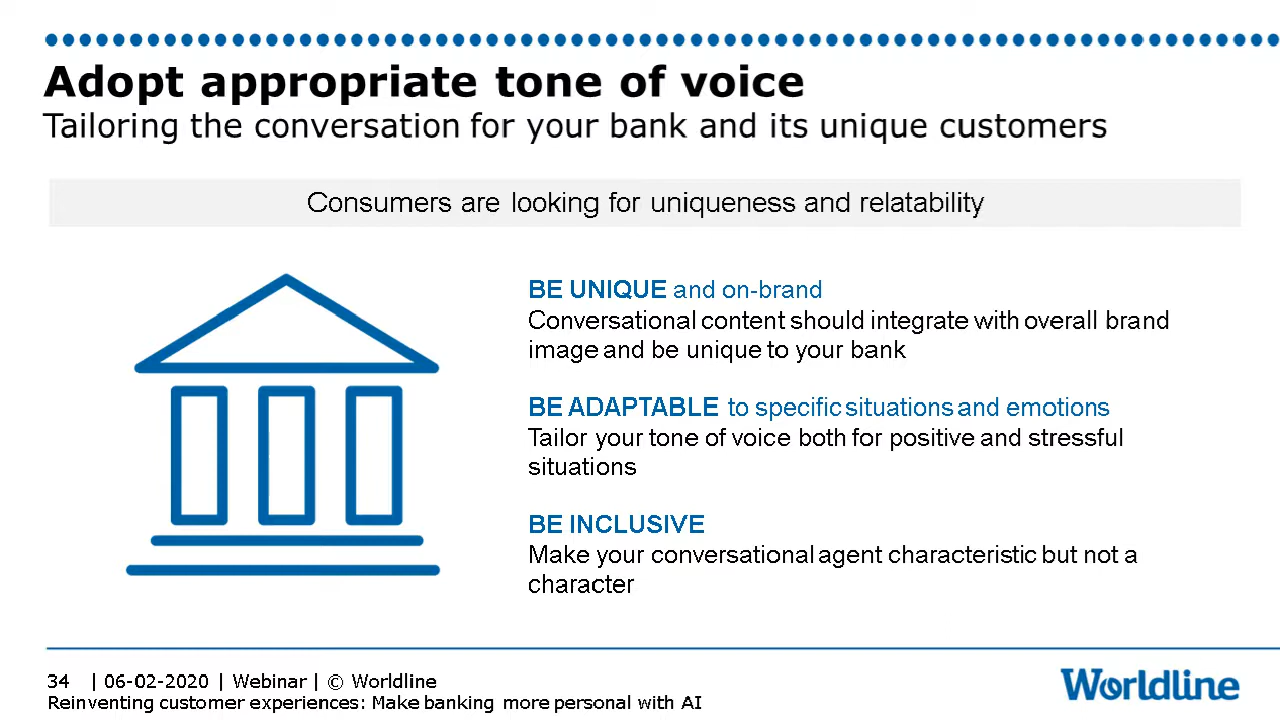 Adopt appropriate tone of voice
Tailoring the conversation for your bank and its unique customers
Consumers are looking for uniqueness and relatability
BE UNIQUE and on-brand
Conversational content should integrate with overall brand
image and be unique to your bank
BE ADAPTABLE to specific situations and emotions
Tailor your tone of voice both for positive and stressful
situations
BE INCLUSIVE
Make your conversational agent characteristic but not a
character
34 | 06-02-2020 | Webinar | © Worldline
Reinventing customer experiences: Make banking more personal with AI
Worldline